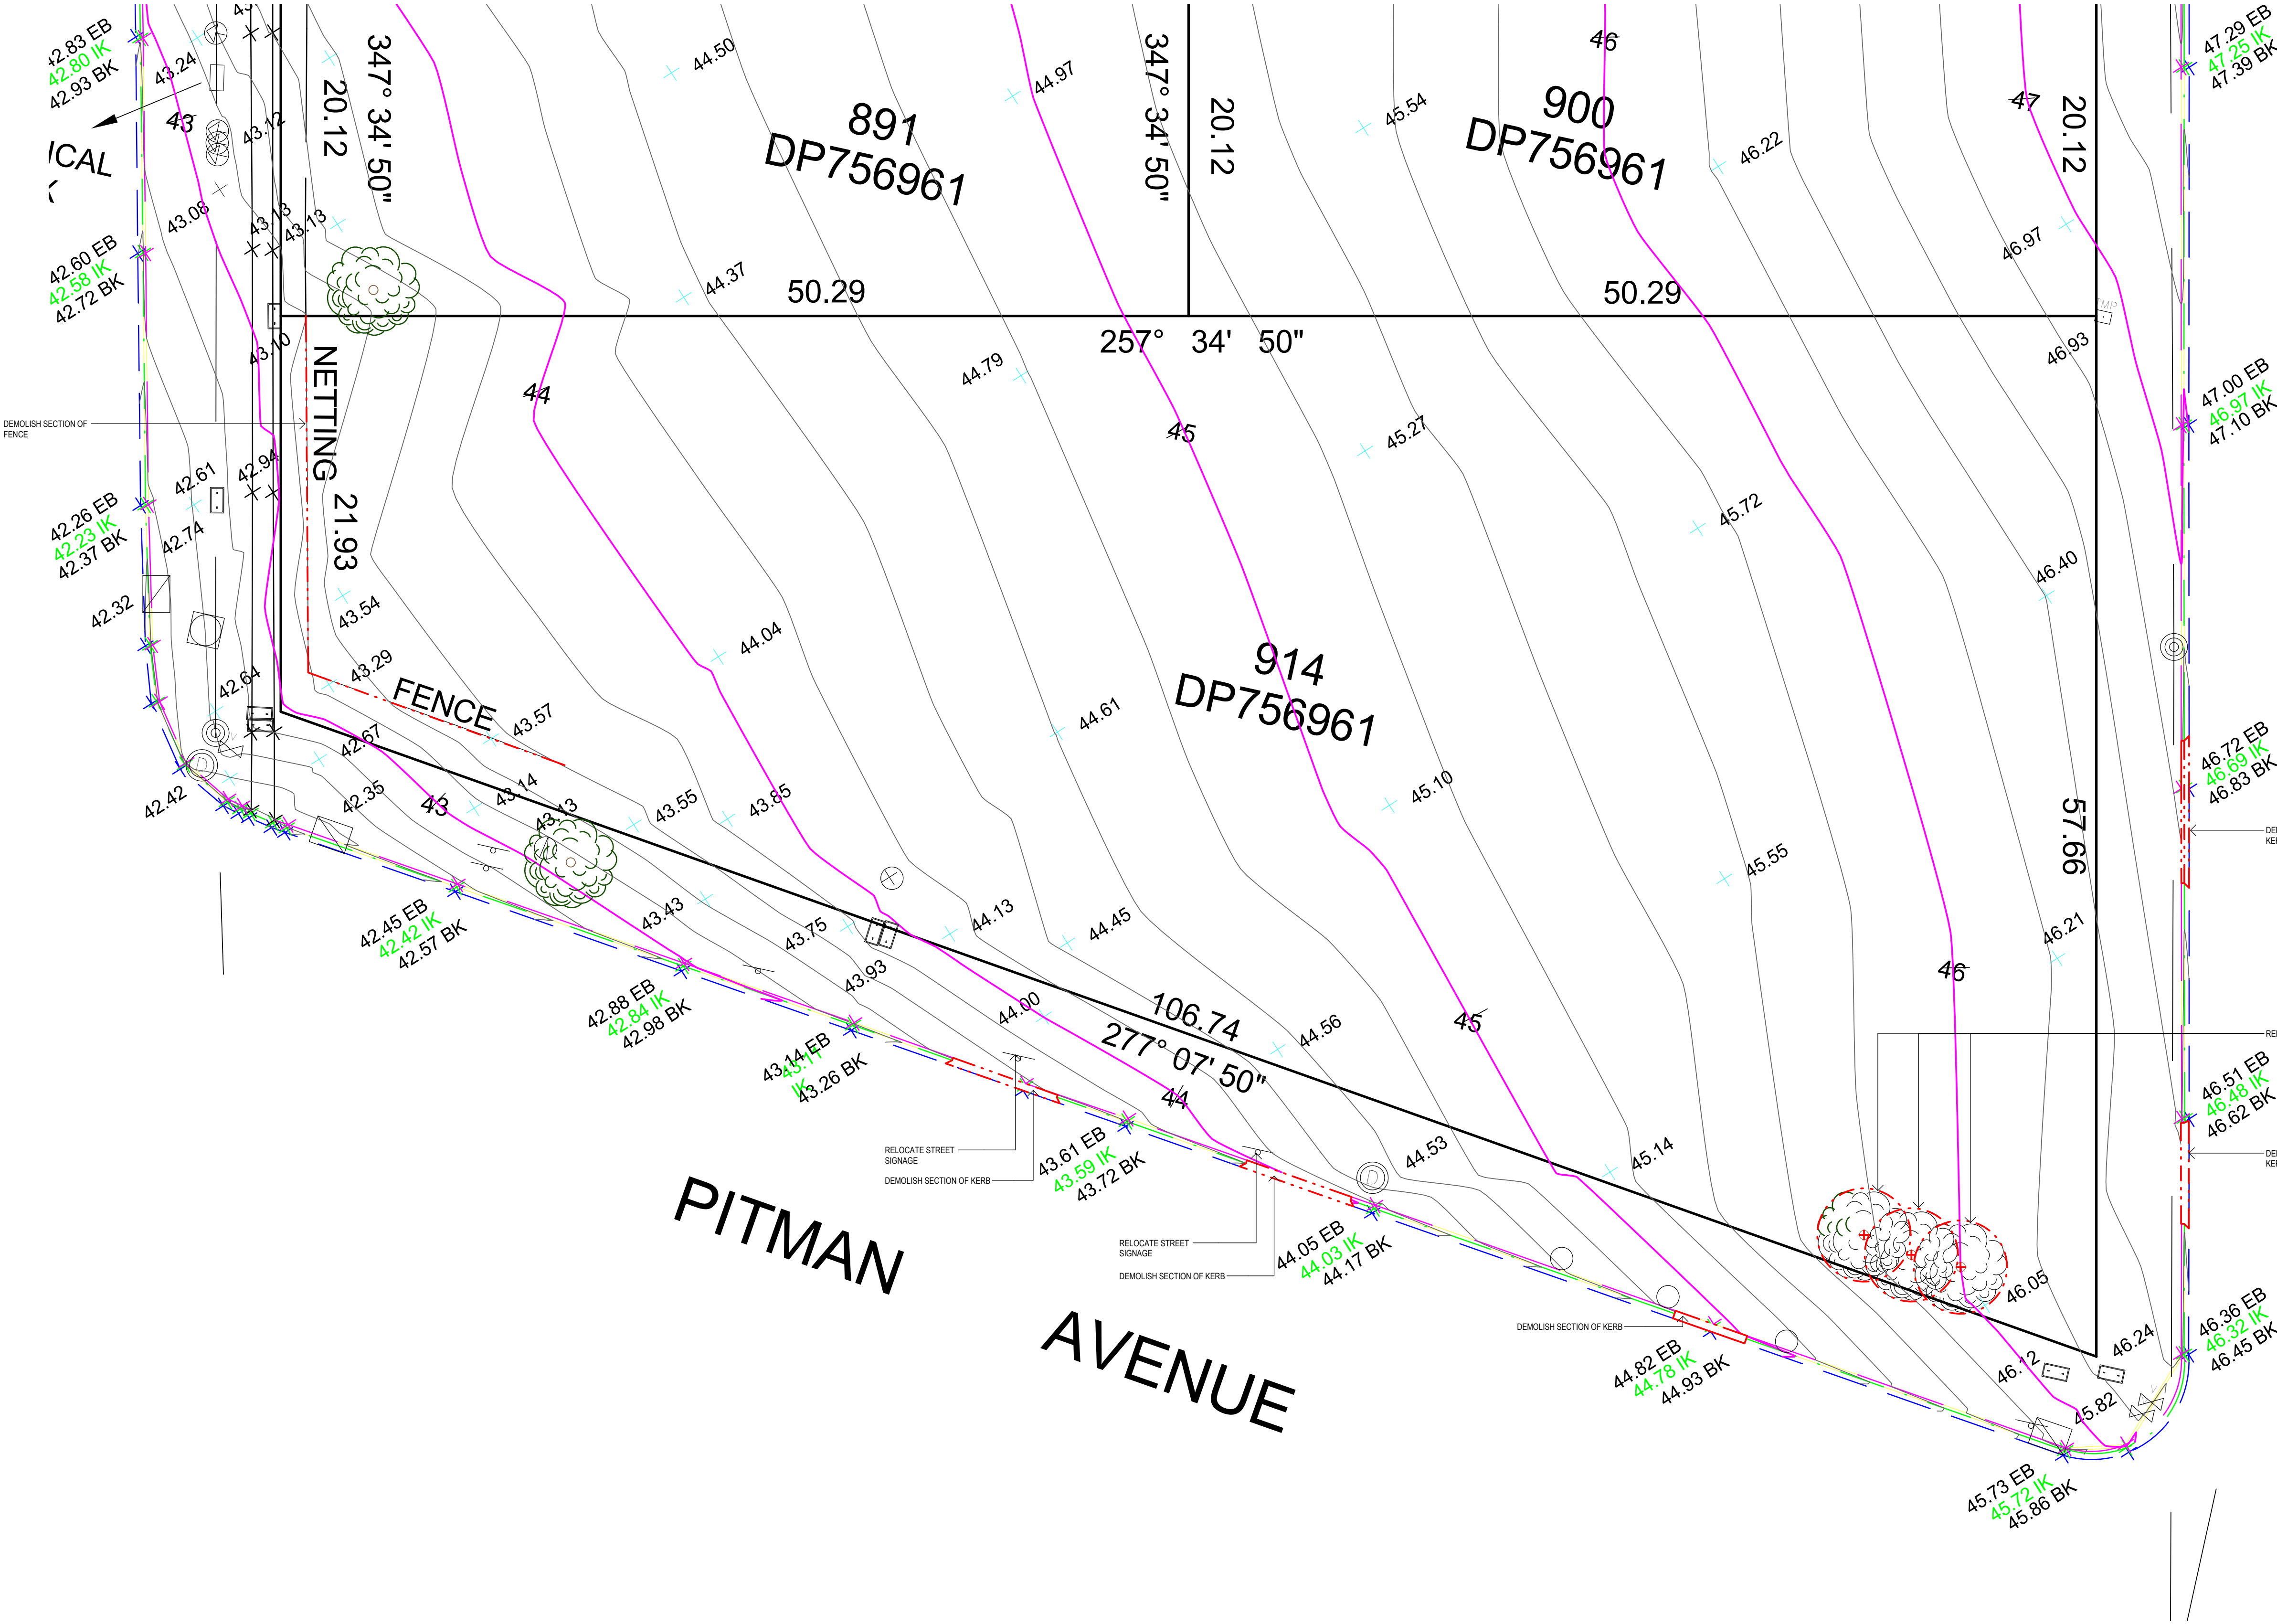 42.83 EB
42.80 IK
42.93 BK
43.24
43
43.12
ICAL
43.08
43.13
43.13
347° 34' 50"
20.12
44.50
891
DP756961
44.97
347° 34' 50"
20.12
45.54
46
900
DP756961
46.22
47
20.12
46.97
47.29 EB
47.25 IK
47.39 BK
42.60 EB
42.58 IK
42.72 BK
43.10
44.37
50.29
50.29
257° 34' 50"
44.79
TMP
46.93
47.00 EB
46.97 IK
47.10 BK
DEMOLISH SECTION OF
FENCE
NETTING
21.93
44
45
45.27
42.61
42.94
42.26 EB
42.23 IK
42.37 BK
42.74
45.72
46.40
42.32
43.54
44.04
43.29
42.64
FENCE
43.57
44.61
914
DP756961
42.67
46.72 EB
46.69 IK
46.83 BK
42.42
42.35
43
43.14
43.13
43.55
43.85
45.10
57.66
45.55
43.43
43.75
44.13
44.45
46.21
42.45 EB
42.42 IK
42.57 BK
43.93
46
42.88 EB
42.84 IK
42.98 BK
44.00
106.74
277° 07' 50"
44.56
45
43.14 EB
43.11
IK
43.26 BK
44
46.51 EB
46.48 IK
46.62 BK
RELOCATE STREET
SIGNAGE
DEMOLISH SECTION OF KERB
43.61 EB
43.59 IK
43.72 BK
D
44.53
45.14
PITMAN
AVENUE
RELOCATE STREET
SIGNAGE
DEMOLISH SECTION OF KERB
44.05 EB
44.03 IK
44.17 BK
DEMOLISH SECTION OF KERB
44.82 EB
44.78 IK
44.93 BK
46.05
46.12
46.24
45.82
46.36 EB
46.32 IK
46.45 BK
45.73 EB
45.72 IK
45.86 BK